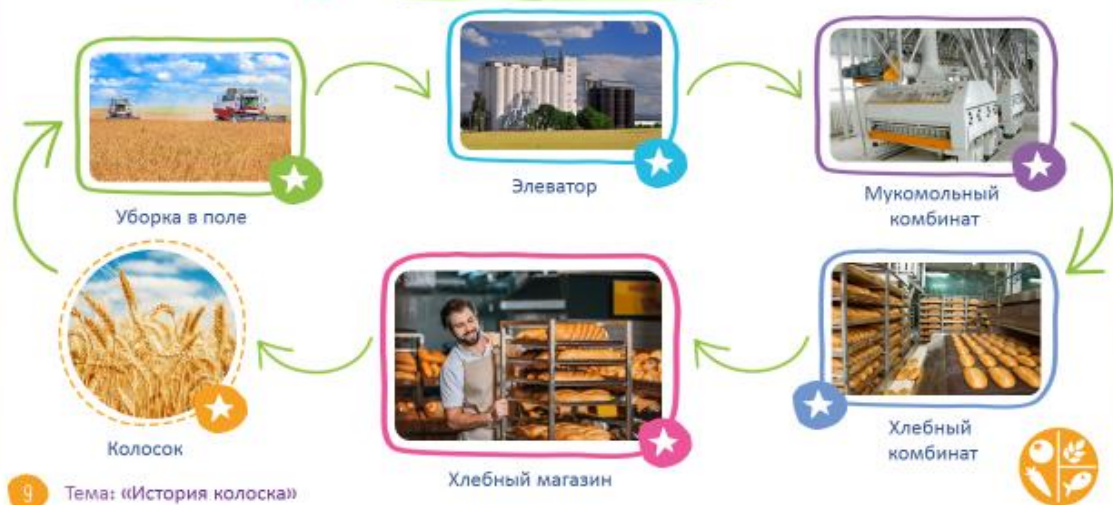 Уборка в поле
Элеватор
Мукомольный
комбинат
Колосок
Хлебный магазин
Хлебный
комбинат
9
Тема: «История колоска»